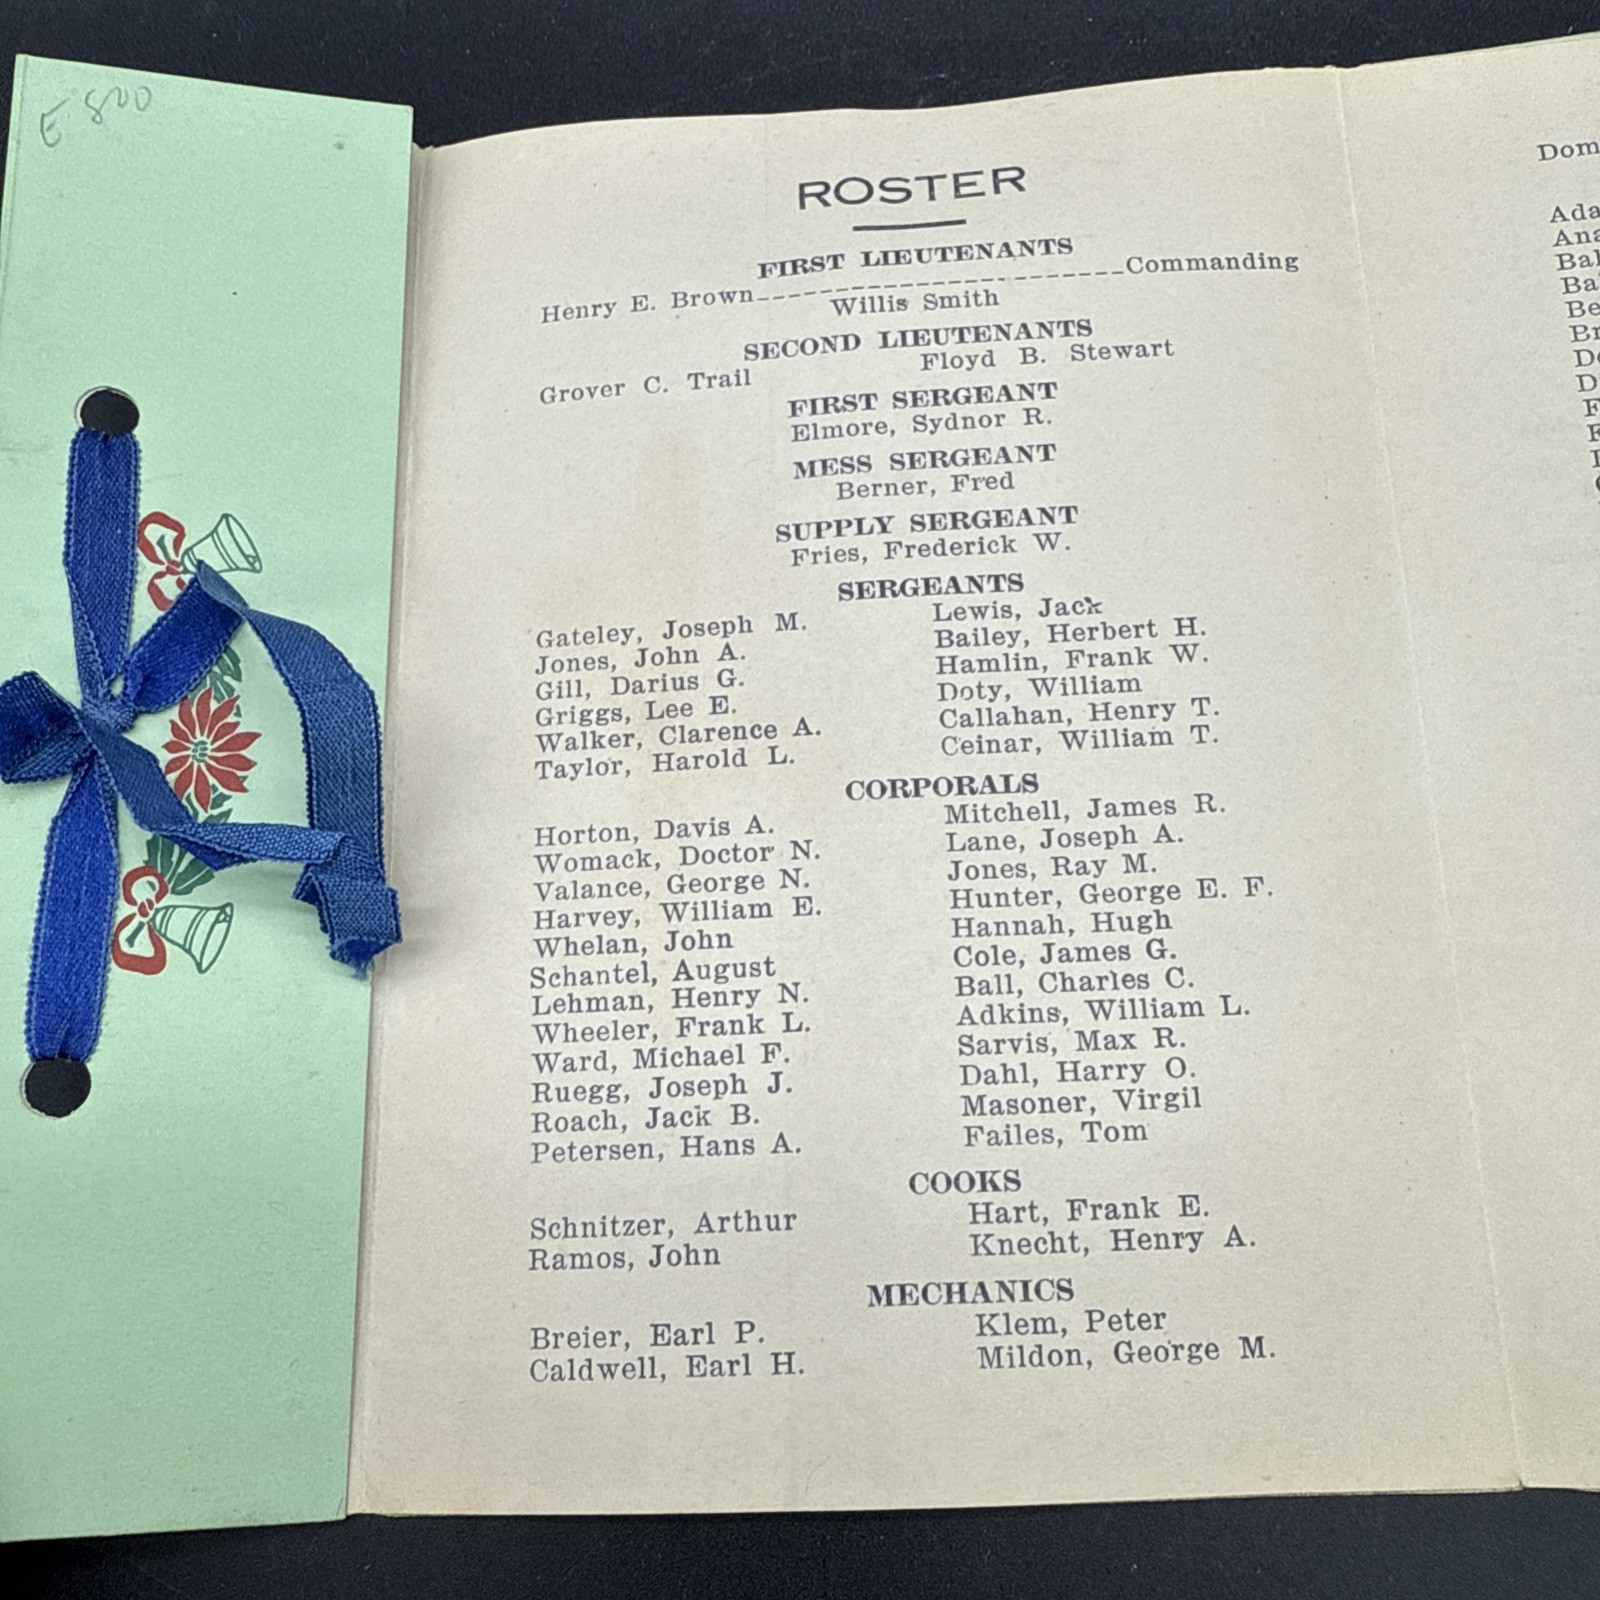 E 800
ROSTER
FIRST LIEUTENANTS
Henry E. Brown-----------------------Commanding
Willis Smith
SECOND LIEUTENANTS
Grover C. Trail Floyd B. Stewart
FIRST SERGEANT
Elmore, Sydnor R.
MESS SERGEANT
Berner, Fred
SUPPLY SERGEANT
Fries, Frederick W.
SERGEANTS
Gateley, Joseph M. Lewis, Jack
Jones, John A. Bailey, Herbert H.
Gill, Darius G. Hamlin, Frank W.
Griggs, Lee E. Doty, William
Walker, Clarence A. Callahan, Henry T.
Taylor, Harold L. Ceinar, William T.
CORPORALS
Horton, Davis A. Mitchell, James R.
Womack, Doctor N. Lane, Joseph A.
Valance, George N. Jones, Ray M.
Harvey, William E. Hunter, George E. F.
Whelan, John Hannah, Hugh
Schantel, August Cole, James G.
Lehman, Henry N. Ball, Charles C.
Wheeler, Frank L. Adkins, William L.
Ward, Michael F. Sarvis, Max R.
Ruegg, Joseph J. Dahl, Harry O.
Roach, Jack B. Masoner, Virgil
Petersen, Hans A. Failes, Tom
COOKS
Schnitzer, Arthur Hart, Frank E.
Ramos, John Knecht, Henry A.
MECHANICS
Breier, Earl P. Klem, Peter
Caldwell, Earl H. Mildon, George M.
Dom
Ada
Ana
Bal